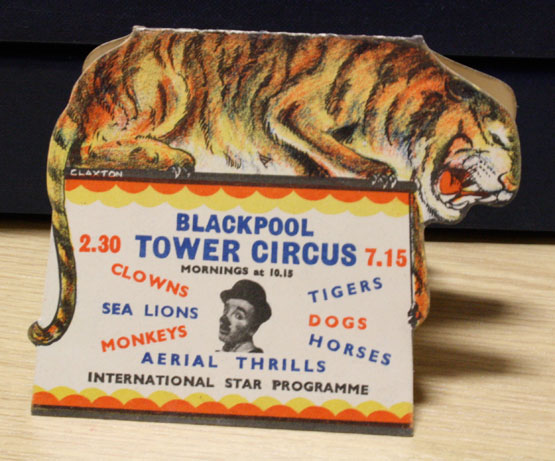 CLAXTON
BLACKPOOL
2.30 TOWER CIRCUS 7.15
MORNINGS at 10.15
CLOWNS
SEA LIONS
MONKEYS
TIGERS
DOGS
HORSES
AERIAL THRILLS
INTERNATIONAL STAR PROGRAMME